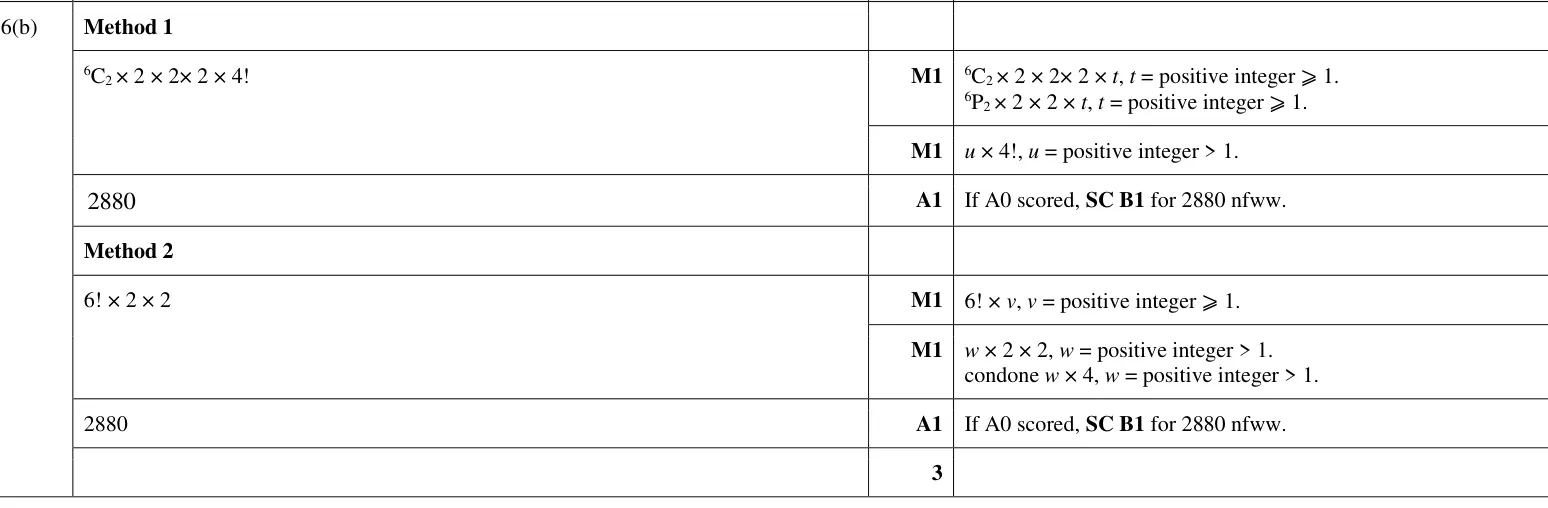 6(b) Method 1
⁶C₂ × 2 × 2× 2 × 4! M1 ⁶C₂ × 2 × 2× 2 × t, t = positive integer ⩾ 1.
⁶P₂ × 2 × 2 × t, t = positive integer ⩾ 1.
M1 u × 4!, u = positive integer > 1.
2880 A1 If A0 scored, SC B1 for 2880 nfww.
Method 2
6! × 2 × 2 M1 6! × v, v = positive integer ⩾ 1.
M1 w × 2 × 2, w = positive integer > 1.
condone w × 4, w = positive integer > 1.
2880 A1 If A0 scored, SC B1 for 2880 nfww.
3